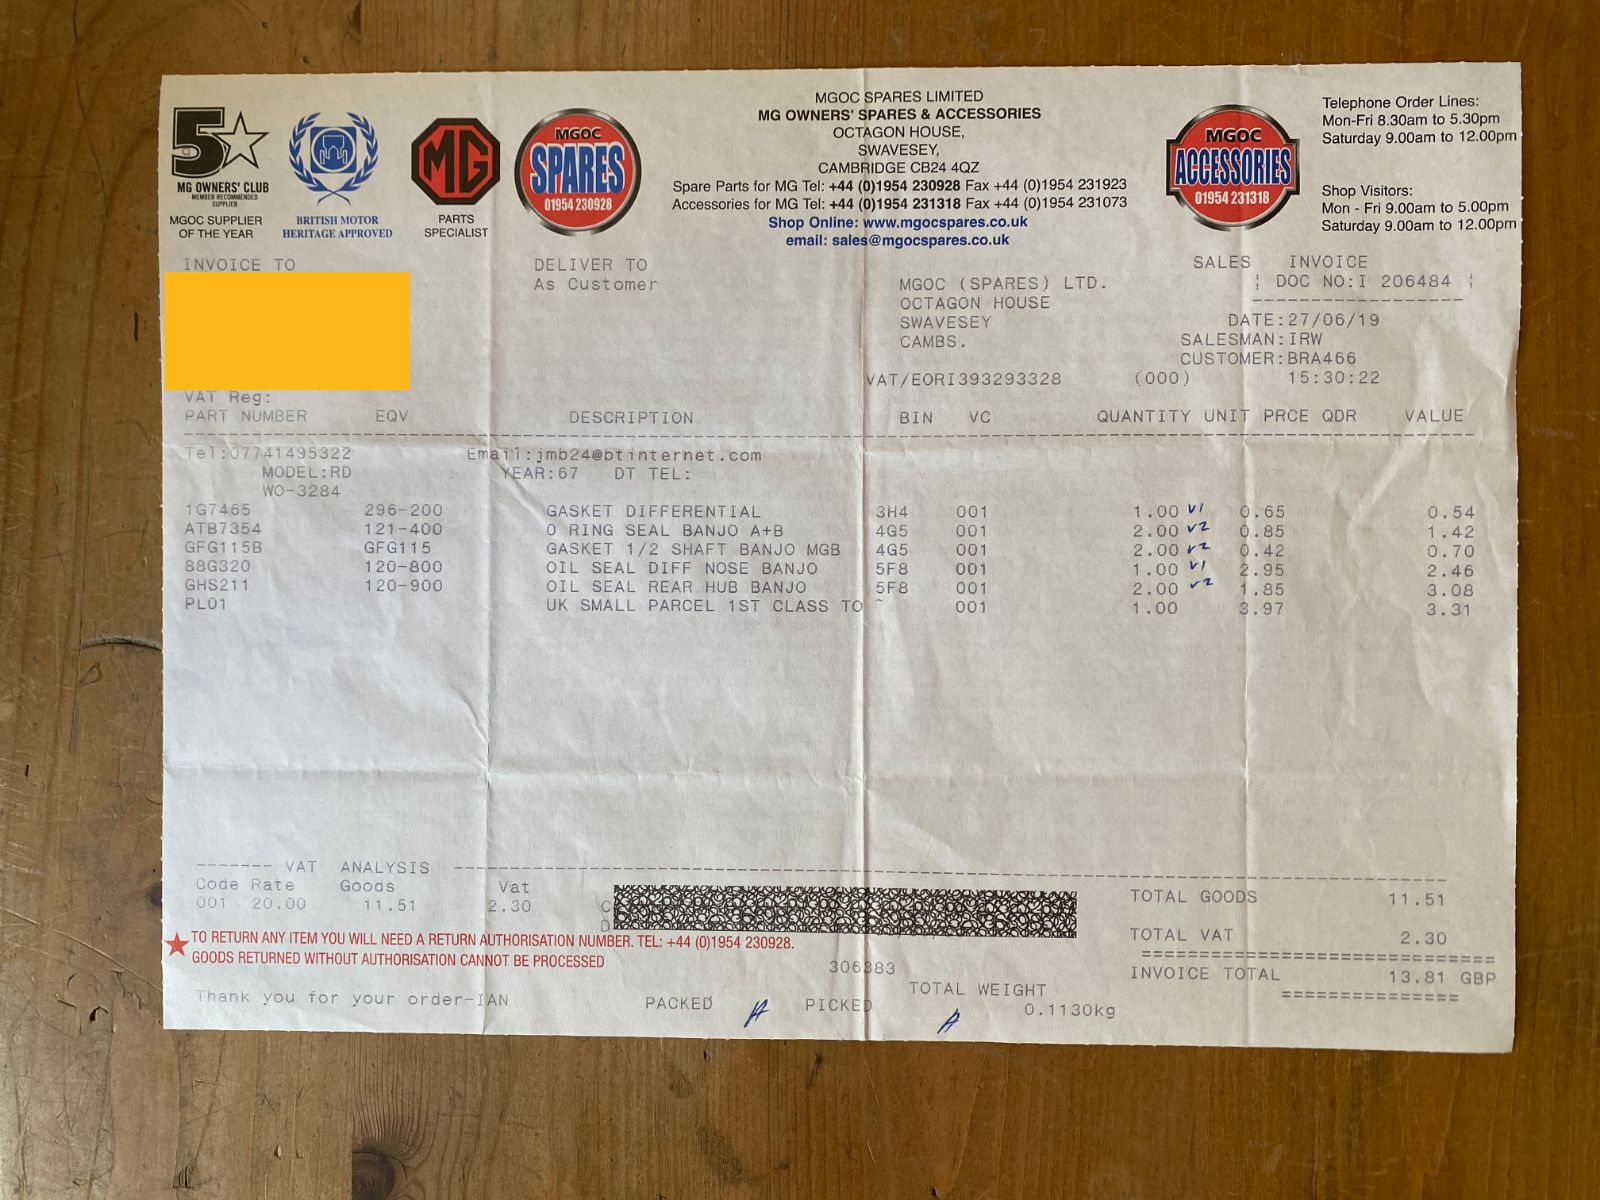 MGOC SPARES LIMITED
MG OWNERS' SPARES & ACCESSORIES
OCTAGON HOUSE,
SWAVESEY,
CAMBRIDGE CB24 4QZ
Spare Parts for MG Tel: +44 (0)1954 230928 Fax +44 (0)1954 231923
Accessories for MG Tel: +44 (0)1954 231318 Fax +44 (0)1954 231073
Shop Online: www.mgocspares.co.uk
email: sales@mgocspares.co.uk
5
MG OWNERS' CLUB
MEMBER RECOMMENDED
SUPPLIER
MGOC SUPPLIER
OF THE YEAR
BRITISH MOTOR
HERITAGE APPROVED
MG
PARTS
SPECIALIST
MGOC
SPARES
01954 230928
MGOC
ACCESSORIES
01954 231318
Telephone Order Lines:
Mon-Fri 8.30am to 5.30pm
Saturday 9.00am to 12.00pm
Shop Visitors:
Mon - Fri 9.00am to 5.00pm
Saturday 9.00am to 12.00pm
INVOICE TO
DELIVER TO
As Customer
MGOC (SPARES) LTD.
OCTAGON HOUSE
SWAVESEY
CAMBS.
SALES INVOICE
DOC NO:I 206484
DATE:27/06/19
SALESMAN:IRW
CUSTOMER:BRA466
VAT/EORI393293328 (000) 15:30:22
VAT Reg:
PART NUMBER EQV DESCRIPTION BIN VC QUANTITY UNIT PRCE QDR VALUE
Tel:07741495322 Email:jmb24@btinternet.com
MODEL:RD YEAR:67 DT TEL:
WO-3284
1G7465 296-200 GASKET DIFFERENTIAL 3H4 001 1.00 ✓1 0.65 0.54
ATB7354 121-400 O RING SEAL BANJO A+B 4G5 001 2.00 ✓2 0.85 1.42
GFG115B GFG115 GASKET 1/2 SHAFT BANJO MGB 4G5 001 2.00 ✓2 0.42 0.70
88G320 120-800 OIL SEAL DIFF NOSE BANJO 5F8 001 1.00 ✓1 2.95 2.46
GHS211 120-900 OIL SEAL REAR HUB BANJO 5F8 001 2.00 ✓2 1.85 3.08
PL01 UK SMALL PARCEL 1ST CLASS TO ~ 001 1.00 3.97 3.31
------- VAT ANALYSIS -------
Code Rate Goods Vat
001 20.00 11.51 2.30
TOTAL GOODS 11.51
TOTAL VAT 2.30
INVOICE TOTAL 13.81 GBP
TO RETURN ANY ITEM YOU WILL NEED A RETURN AUTHORISATION NUMBER. TEL: +44 (0)1954 230928.
GOODS RETURNED WITHOUT AUTHORISATION CANNOT BE PROCESSED
306383
Thank you for your order-IAN PACKED PICKED TOTAL WEIGHT
0.1130kg